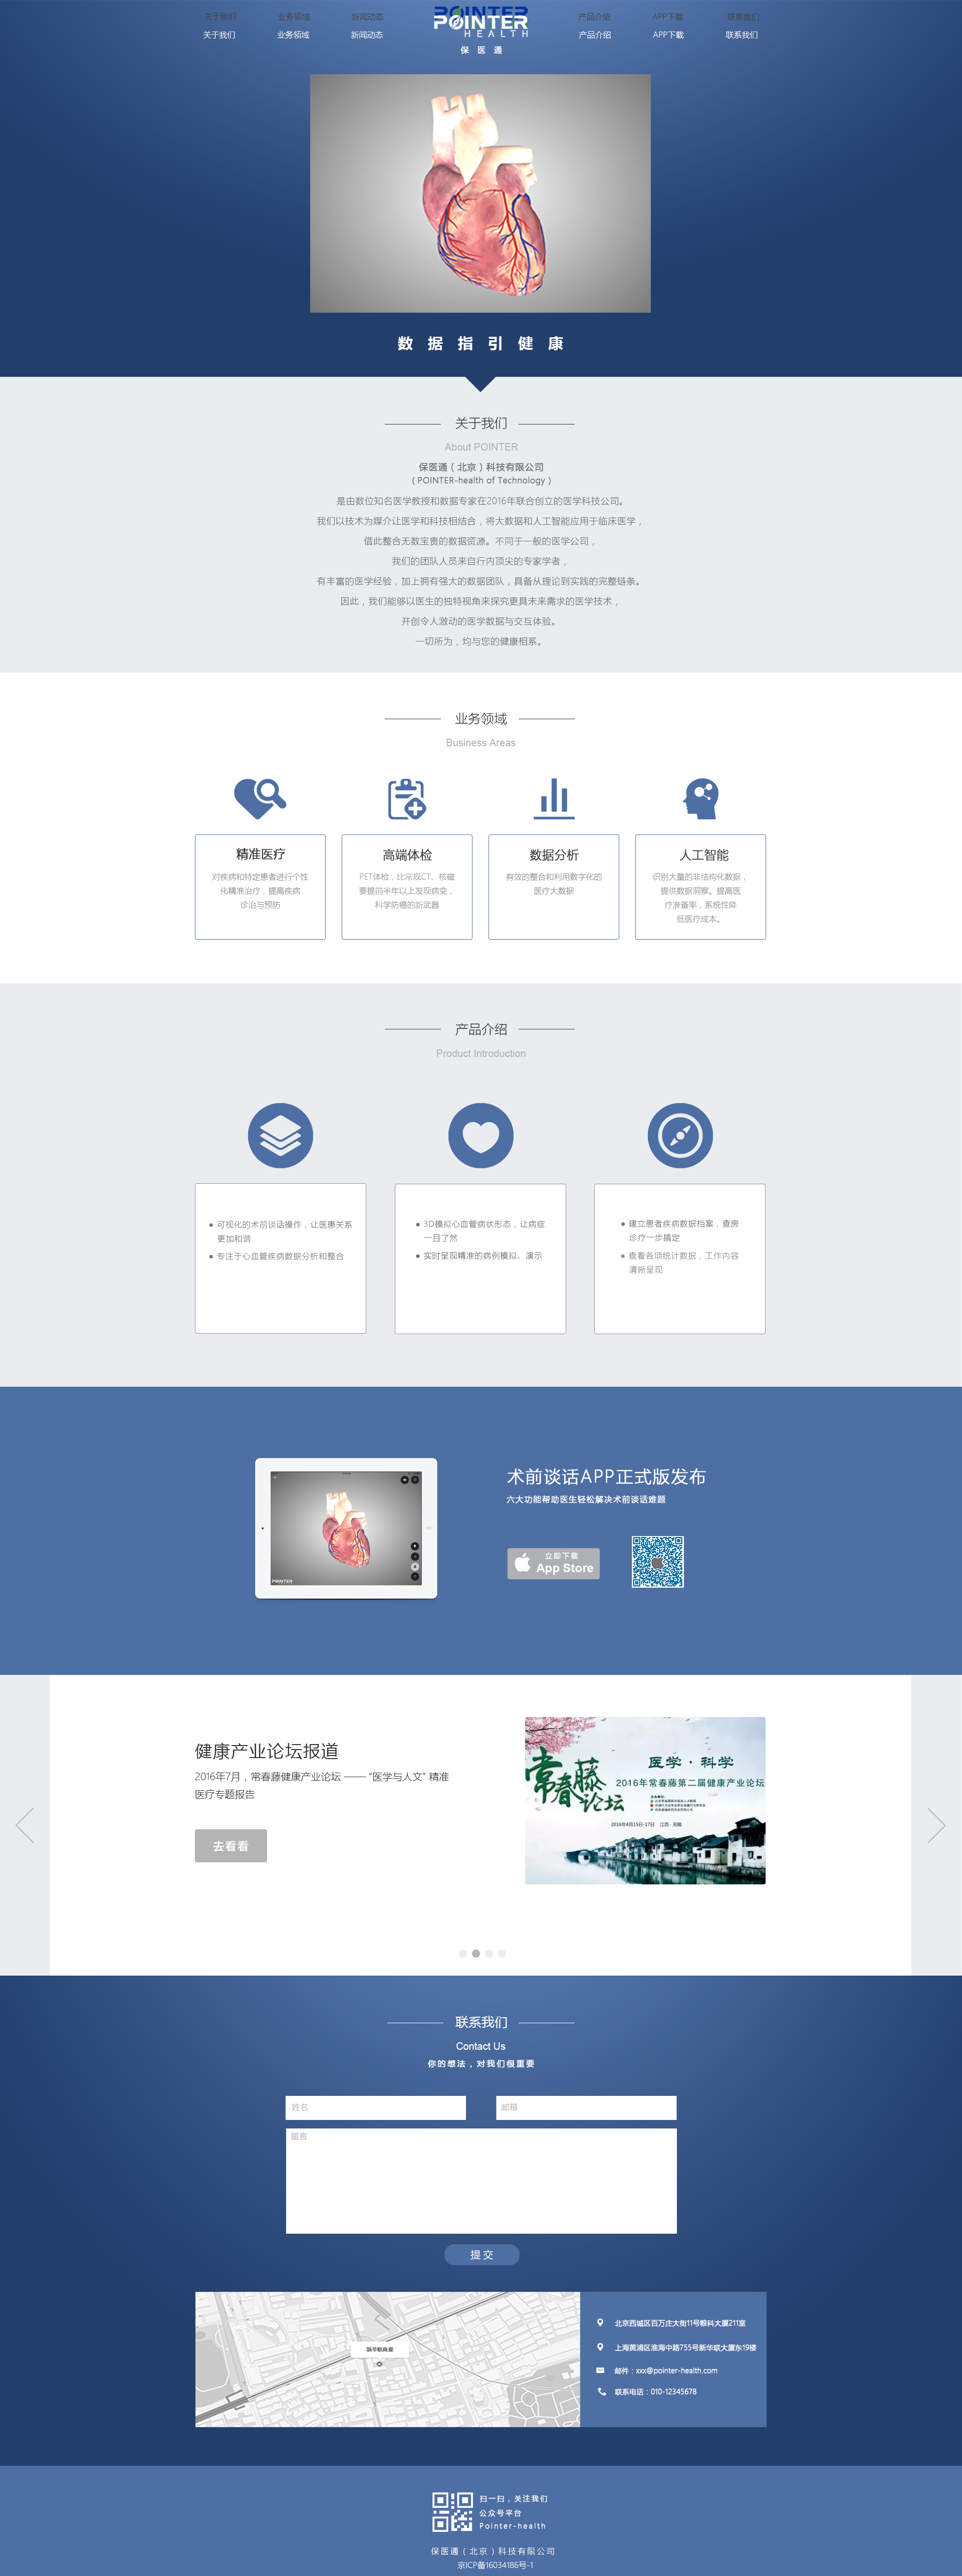 关于我们 业务领域 新闻动态 POINTER 产品介绍 APP下载 联系我们
关于我们 业务领域 新闻动态 POINTER 产品介绍 APP下载 联系我们
HEALTH
保医通
数据指引健康
关于我们
About POINTER
保医通(北京)科技有限公司
(POINTER-health of Technology)
是由数位知名医学教授和数据专家在2016年联合创立的医学科技公司。
我们以技术为媒介让医学和科技相结合,将大数据和人工智能应用于临床医学,
借此整合无数宝贵的数据资源。不同于一般的医学公司,
我们的团队人员来自行内顶尖的专家学者,
有丰富的医学经验,加上拥有强大的数据团队,具备从理论到实践的完整链条。
因此,我们能够以医生的独特视角来探究更具未来需求的医学技术,
开创令人激动的医学数据与交互体验。
一切所为,均与您的健康相系。
业务领域
Business Areas
精准医疗
对疾病和特定患者进行个性
化精准治疗,提高疾病
诊治与预防
高端体检
PET体检,比常规CT、核磁
要提前半年以上发现病变,
科学防癌的新武器
数据分析
有效的整合和利用数字化的
医疗大数据
人工智能
识别大量的非结构化数据,
提供数据洞察。提高医
疗准备率,系统性降
低医疗成本。
产品介绍
Product Introduction
可视化的术前谈话操作,让医患关系
更加和谐
专注于心血管疾病数据分析和整合
3D模拟心血管病状形态,让病症
一目了然
实时呈现精准的病例模拟、演示
建立患者疾病数据档案,查房
诊疗一步搞定
查看各项统计数据,工作内容
清晰呈现
POINTER
术前谈话APP正式版发布
六大功能帮助医生轻松解决术前谈话难题
立即下载
App Store
健康产业论坛报道
2016年7月,常春藤健康产业论坛 —— “医学与人文” 精准
医疗专题报告
去看看
常春藤论坛
医学·科学
2016年常春藤第二届健康产业论坛
2016年4月15日-17日 江苏·无锡
联系我们
Contact Us
你的想法,对我们很重要
姓名
邮箱
留言
提交
北京西城区百万庄大街11号粮科大厦211室
上海黄浦区淮海中路755号新华联大厦东19楼
邮件:xxx@pointer-health.com
联系电话:010-12345678
扫一扫,关注我们
公众号平台
Pointer-health
保医通(北京)科技有限公司
京ICP备16034186号-1